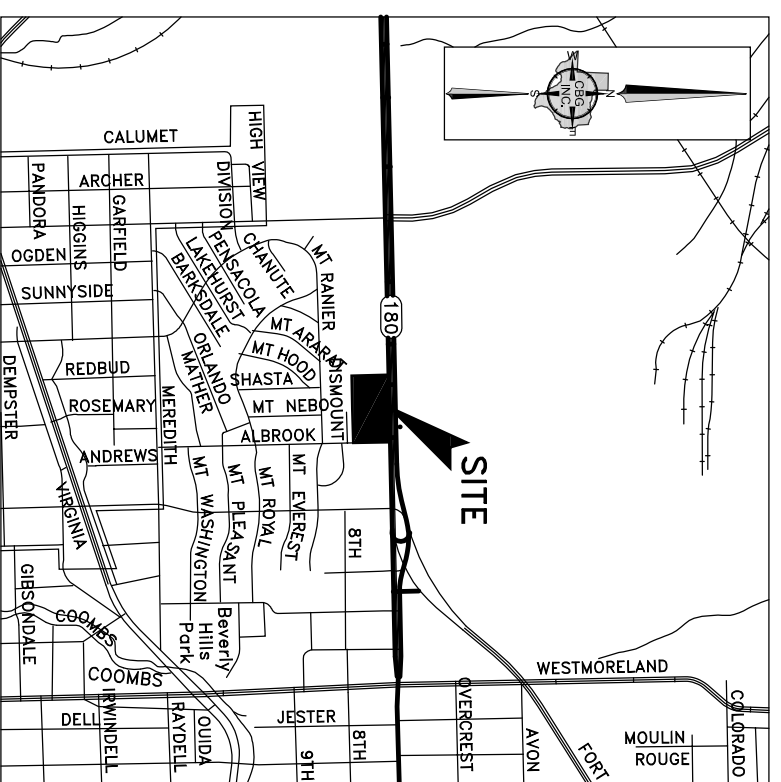 W
S
CBG
INC.
N
E
CALUMET
HIGH VIEW
PANDORA
ARCHER
DIVISION
HIGGINS
GARFIELD
OGDEN
SUNNYSIDE
PENSACOLA
LAKEHURST
BARKSDALE
CHANUTE
MT RANIER
180
MT ARARAT
MT HOOD
DISMOUNT
ORLANDO
MATHER
SHASTA
DEMPSTER
REDBUD
ROSEMARY
MEREDITH
MT NEBO
ALBROOK
ANDREWS
SITE
VIRGINIA
MT WASHINGTON
MT PLEASANT
MT ROYAL
MT EVEREST
8TH
GIBSONDALE
COOMBS
Beverly
Hills
Park
COOMBS
WESTMORELAND
DELL
IRWINDELL
RAYDELL
OUIDA
JESTER
9TH
8TH
OVERCREST
AVON
FORT
MOULIN
ROUGE
COLORADO